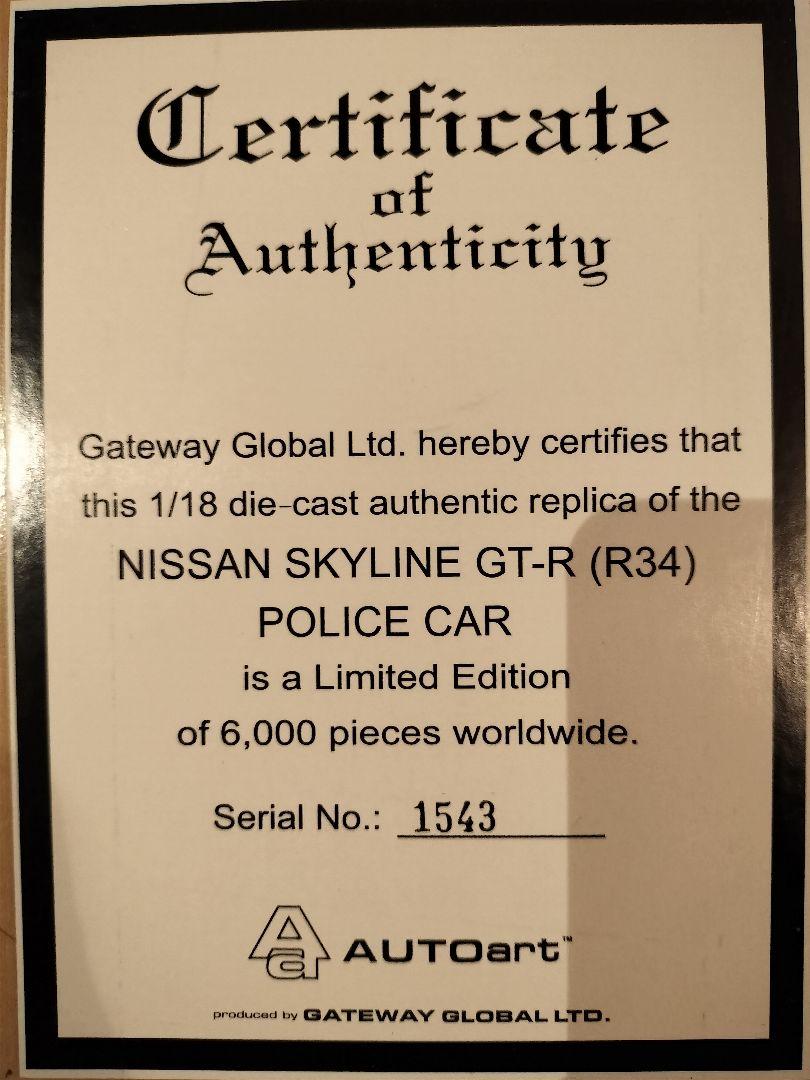 Certificate
of
Authenticity
Gateway Global Ltd. hereby certifies that
this 1/18 die-cast authentic replica of the
NISSAN SKYLINE GT-R (R34)
POLICE CAR
is a Limited Edition
of 6,000 pieces worldwide.
Serial No.: 1543
Aa AUTOart™
produced by GATEWAY GLOBAL LTD.